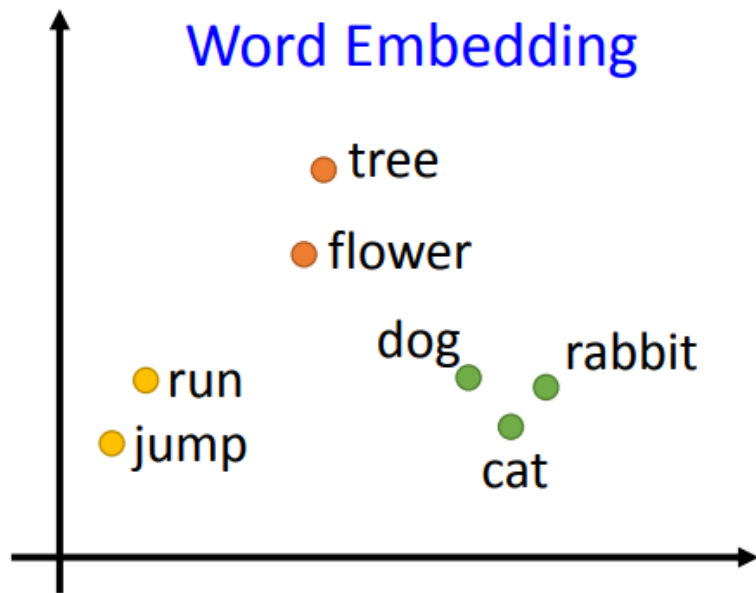 Word Embedding
tree
flower
dog
rabbit
run
jump
cat